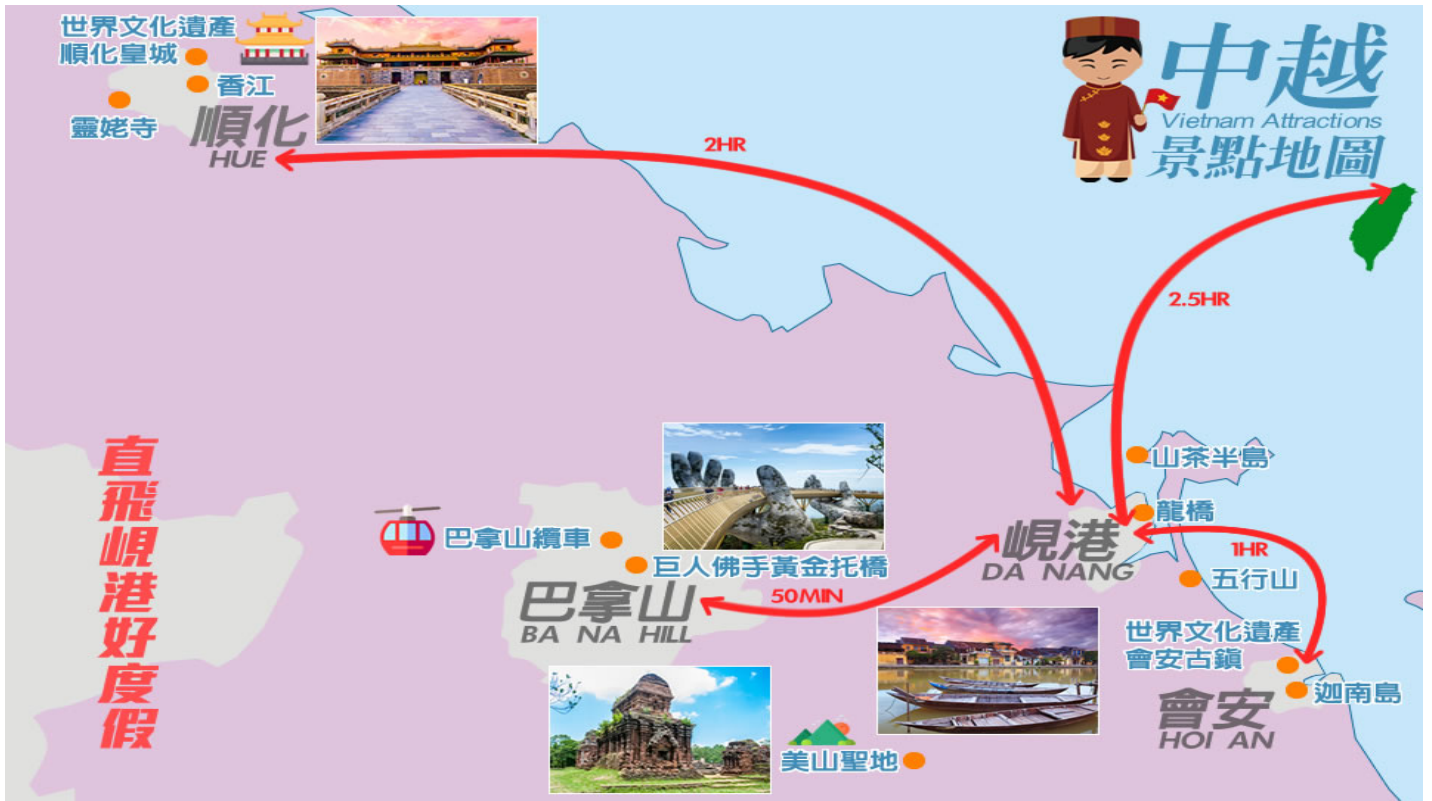 中越
Vietnam Attractions
景點地圖
世界文化遺產
順化皇城
香江
靈姥寺
順化
HUE
2HR
2.5HR
直飛峴港好度假
山茶半島
龍橋
峴港
DA NANG
1HR
五行山
巴拿山纜車
巨人佛手黃金托橋
巴拿山
BA NA HILL
50MIN
世界文化遺產
會安古鎮
迦南島
會安
HOI AN
美山聖地